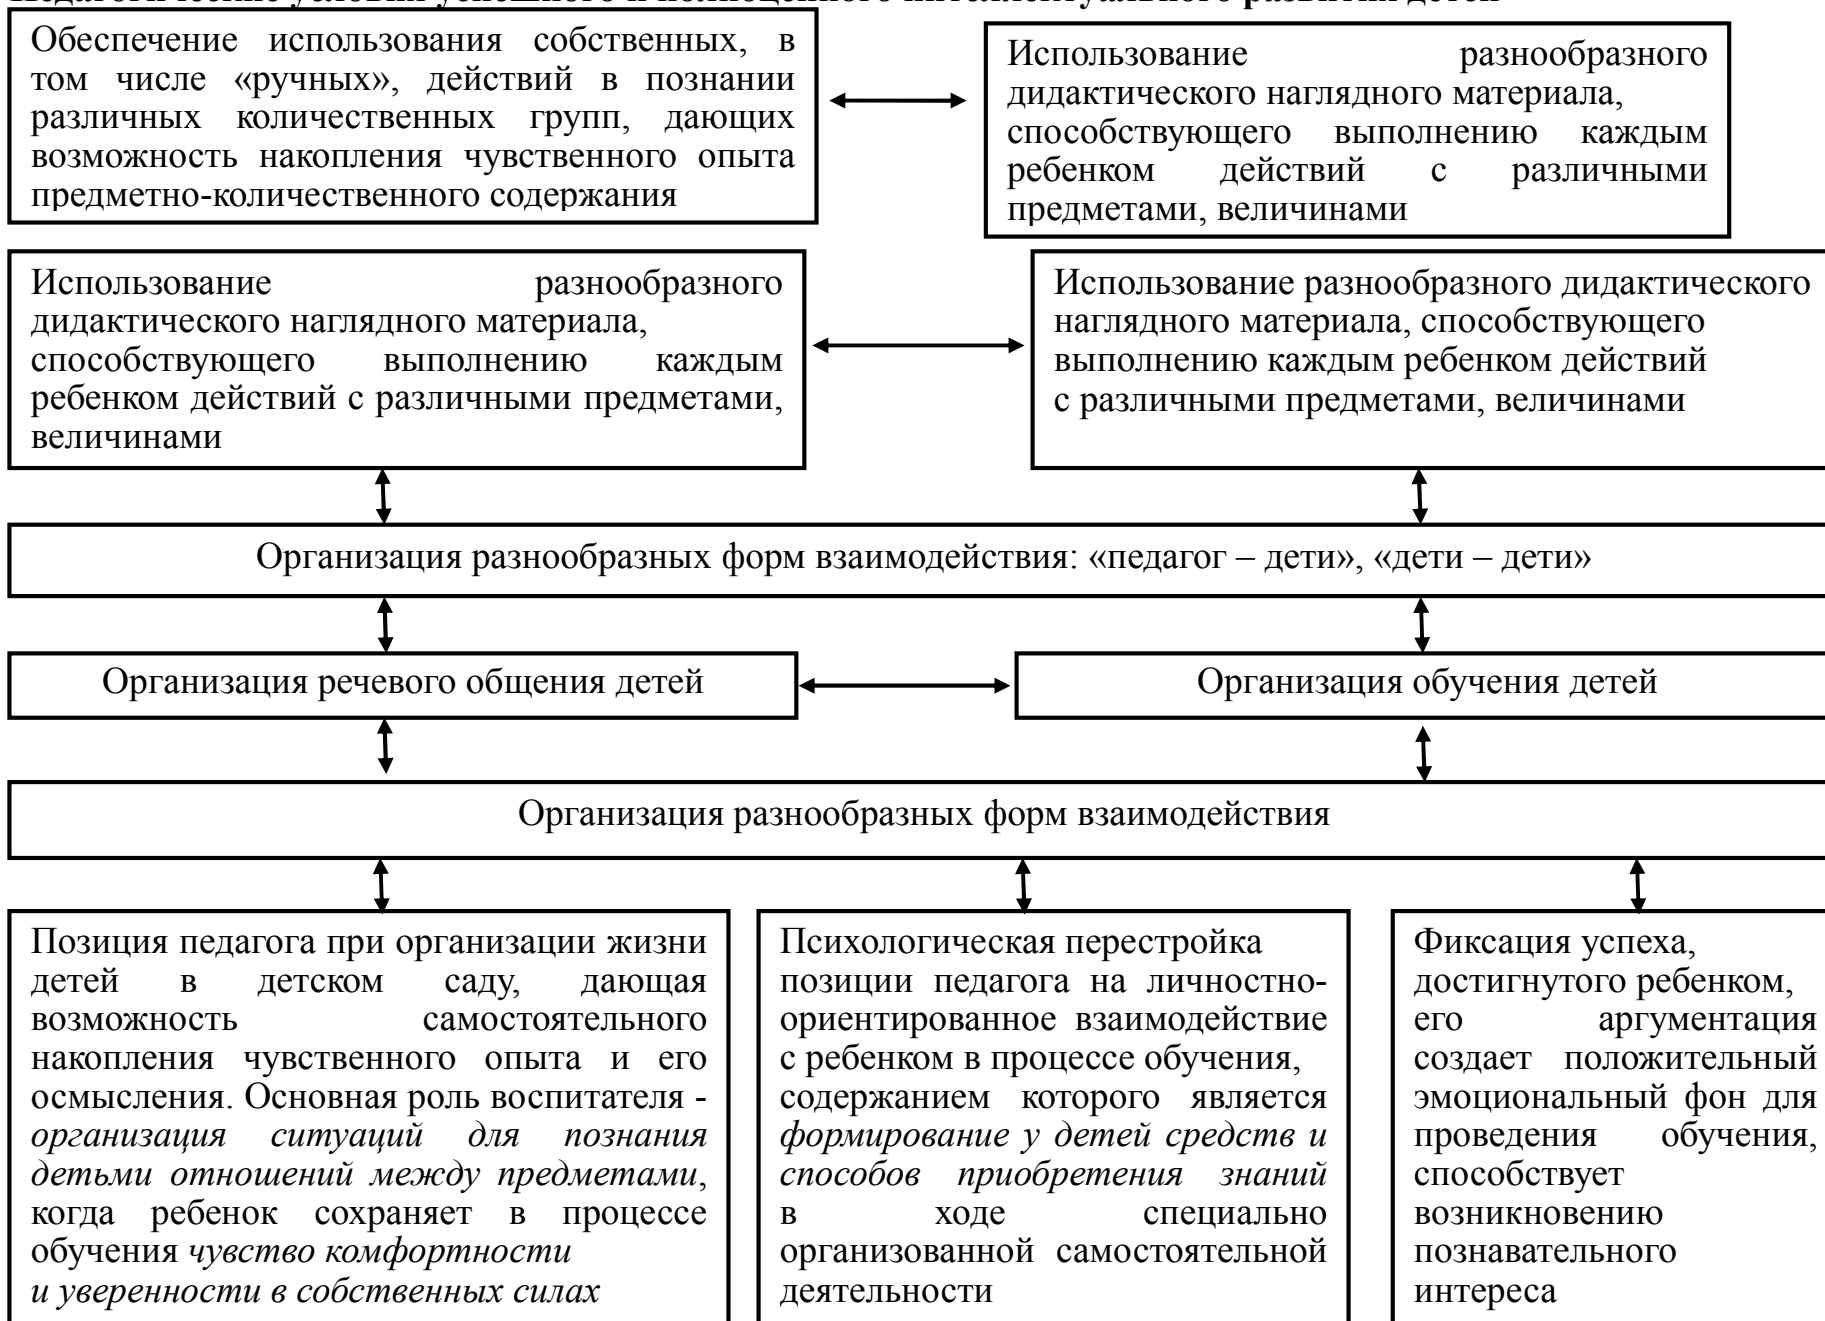 Педагогические условия успешного и полноценного интеллектуального развития детей
Обеспечение использования собственных, в
том числе «ручных», действий в познании
различных количественных групп, дающих
возможность накопления чувственного опыта
предметно-количественного содержания
Использование разнообразного
дидактического наглядного материала,
способствующего выполнению каждым
ребенком действий с различными
предметами, величинами
Использование разнообразного
дидактического наглядного материала,
способствующего выполнению каждым
ребенком действий с различными предметами,
величинами
Использование разнообразного дидактического
наглядного материала, способствующего
выполнению каждым ребенком действий
с различными предметами, величинами
Организация разнообразных форм взаимодействия: «педагог – дети», «дети – дети»
Организация речевого общения детей
Организация обучения детей
Организация разнообразных форм взаимодействия
Позиция педагога при организации жизни
детей в детском саду, дающая
возможность самостоятельного
накопления чувственного опыта и его
осмысления. Основная роль воспитателя -
организация ситуаций для познания
детьми отношений между предметами,
когда ребенок сохраняет в процессе
обучения чувство комфортности
и уверенности в собственных силах
Психологическая перестройка
позиции педагога на личностно-
ориентированное взаимодействие
с ребенком в процессе обучения,
содержанием которого является
формирование у детей средств и
способов приобретения знаний
в ходе специально
организованной самостоятельной
деятельности
Фиксация успеха,
достигнутого ребенком,
его аргументация
создает положительный
эмоциональный фон для
проведения обучения,
способствует
возникновению
познавательного
интереса